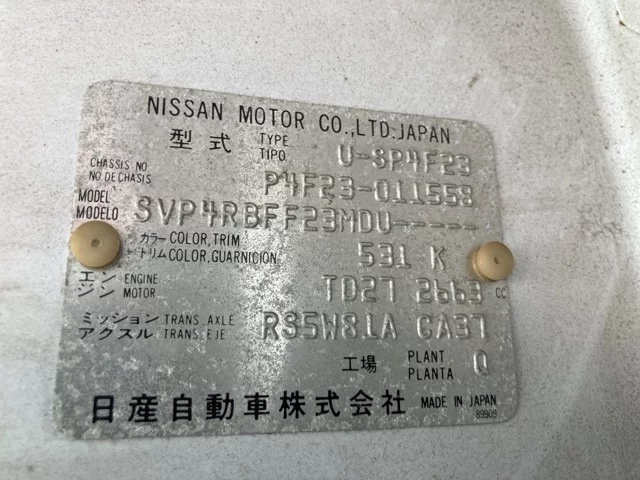 NISSAN MOTOR CO.,LTD.JAPAN
型式 TYPE TIPO U-SP4F23
CHASSIS NO NO DE CHASIS P4F23-011558
MODEL MODELO SVP4RBFF23MDU-----
カラー COLOR,TRIM トリム COLOR,GUARNICION 531 K
エンジン ENGINE MOTOR TD27 2663 CC
ミッション TRANS. AXLE アクスル TRANS. EJE RS5W81A CA37
工場 PLANT PLANTA Q
日産自動車株式会社 MADE IN JAPAN
89909